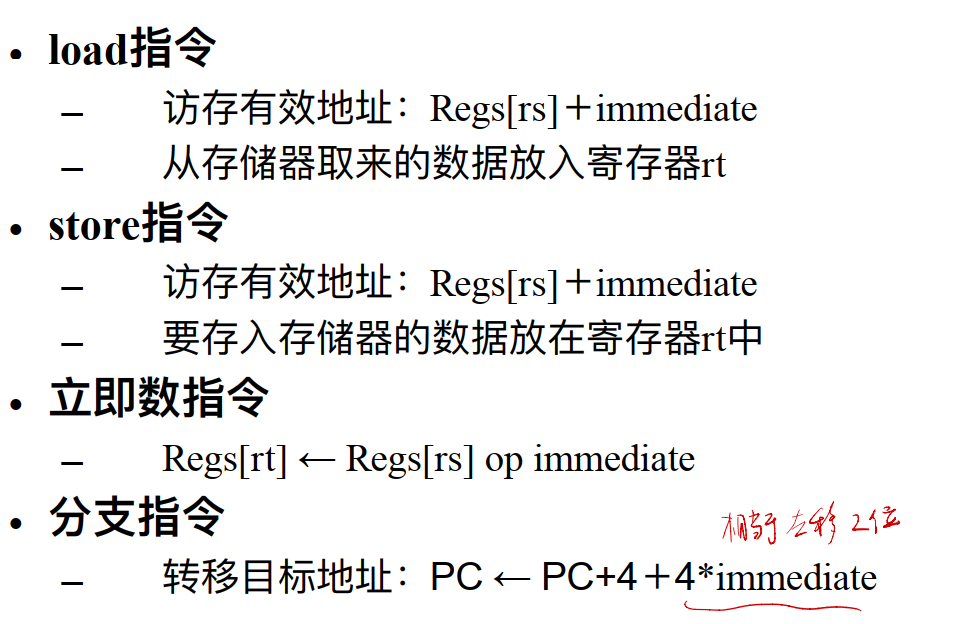 • load指令
– 访存有效地址：Regs[rs]＋immediate
– 从存储器取来的数据放入寄存器rt
• store指令
– 访存有效地址：Regs[rs]＋immediate
– 要存入存储器的数据放在寄存器rt中
• 立即数指令
– Regs[rt] ← Regs[rs] op immediate
• 分支指令
相当于左移2位
– 转移目标地址：PC ← PC+4＋4*immediate